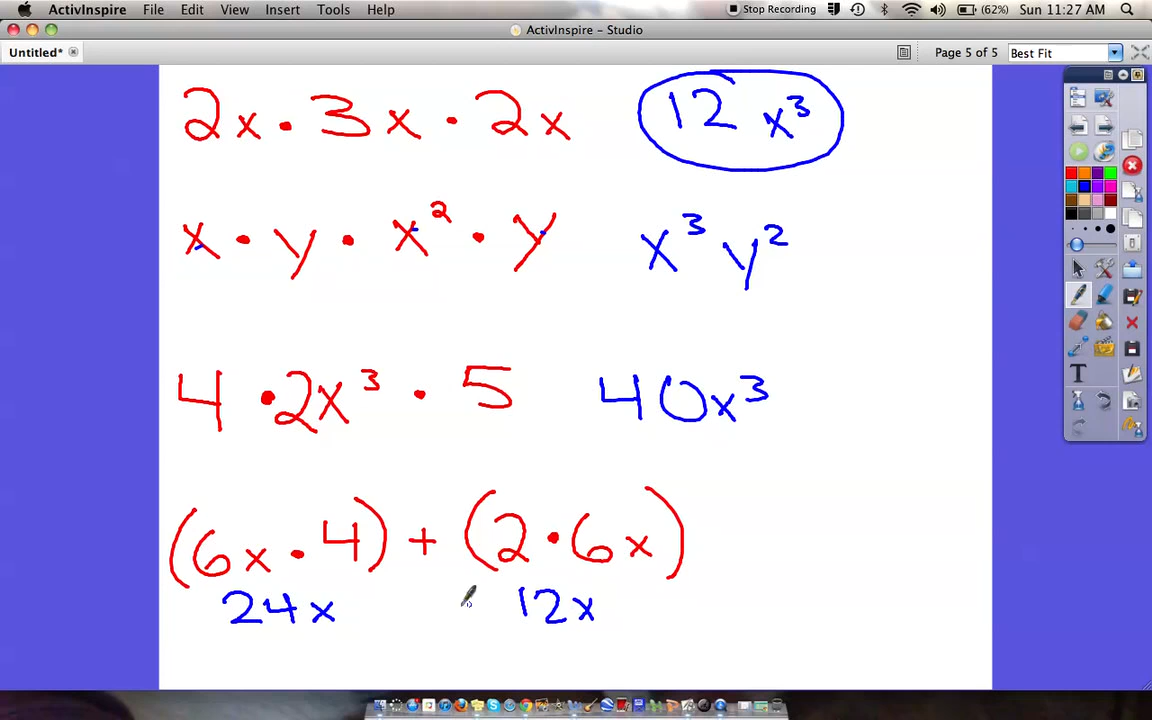 ActivInspire File Edit View Insert Tools Help Stop Recording (62%) Sun 11:27 AM
ActivInspire - Studio
Untitled* Page 5 of 5 Best Fit
2x · 3x · 2x 12x³
x · y · x² · y x³y²
4 · 2x³ · 5 40x³
(6x · 4) + (2 · 6x)
24x 12x